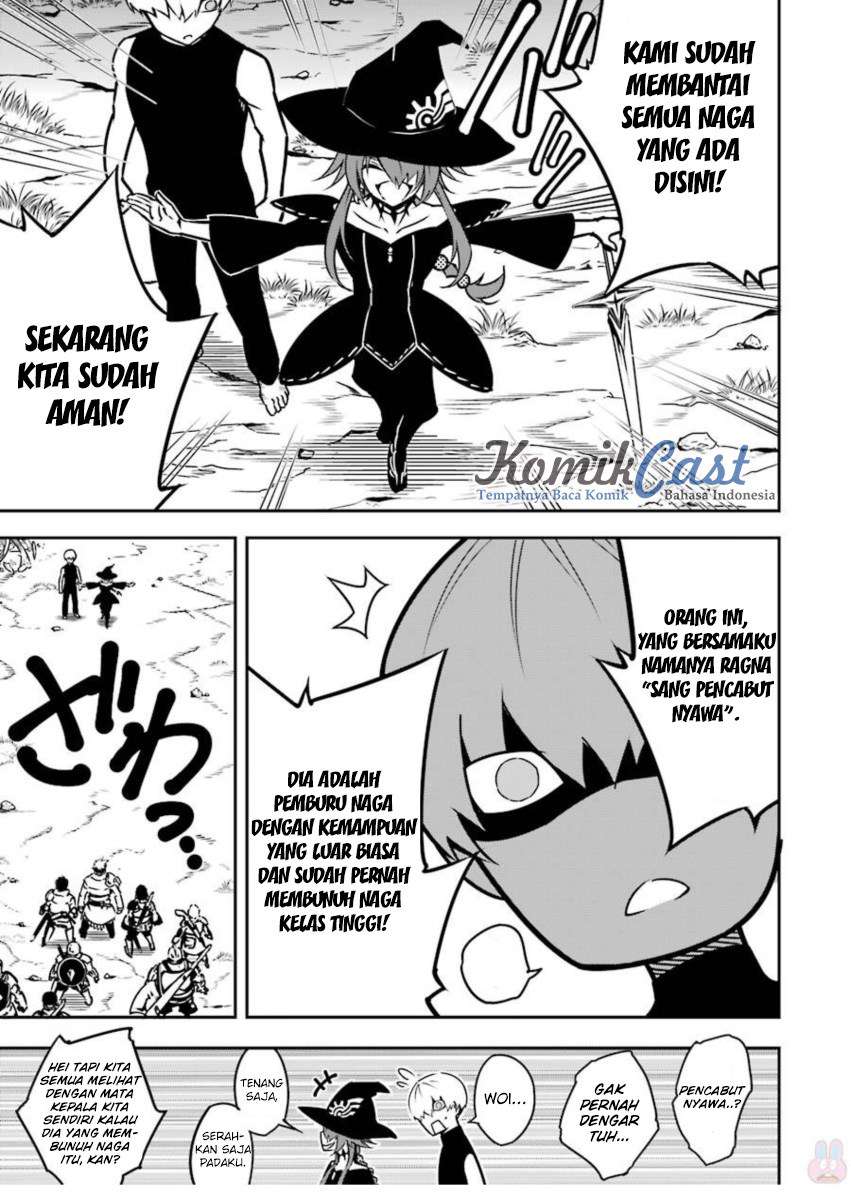 KAMI SUDAH
MEMBANTAI
SEMUA NAGA
YANG ADA
DISINI!
SEKARANG
KITA SUDAH
AMAN!
KomikCast
Tempatnya Baca Komik Bahasa Indonesia
ORANG INI,
YANG BERSAMAKU
NAMANYA RAGNA
"SANG PENCABUT
NYAWA".
DIA ADALAH
PEMBURU NAGA
DENGAN KEMAMPUAN
YANG LUAR BIASA
DAN SUDAH PERNAH
MEMBUNUH NAGA
KELAS TINGGI!
ざわっ...
PENCABUT
NYAWA..?
GAK
PERNAH
DENGAR
TUH...
WOI...
TENANG
SAJA,
SERAH-
KAN SAJA
PADAKU.
HEI TAPI KITA
SEMUA MELIHAT
DENGAN MATA
KEPALA KITA
SENDIRI KALAU
DIA YANG MEM-
BUNUH NAGA
ITU, KAN?